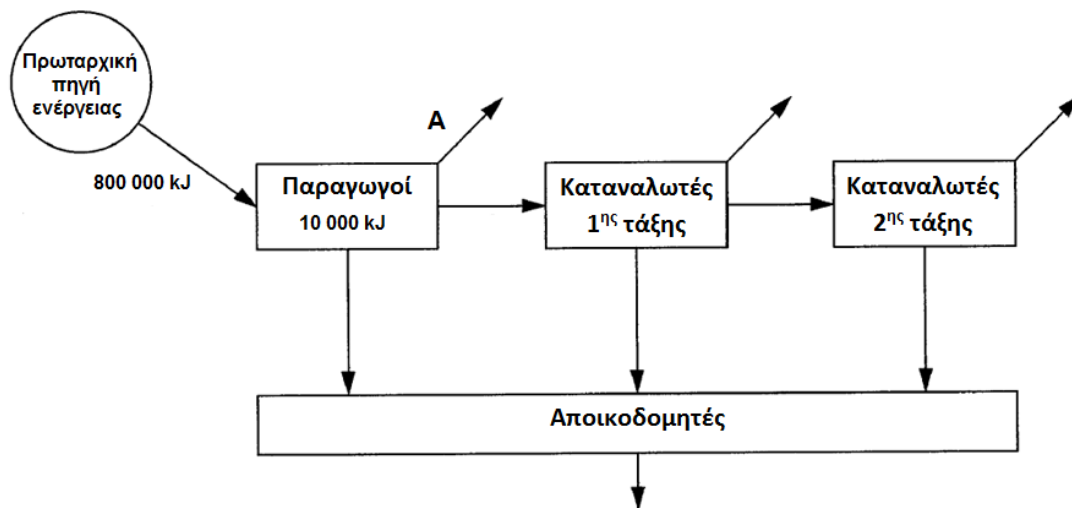 Πρωταρχική
πηγή
ενέργειας
800 000 kJ
A
Παραγωγοί
10 000 kJ
Καταναλωτές
1ης τάξης
Καταναλωτές
2ης τάξης
Αποικοδομητές